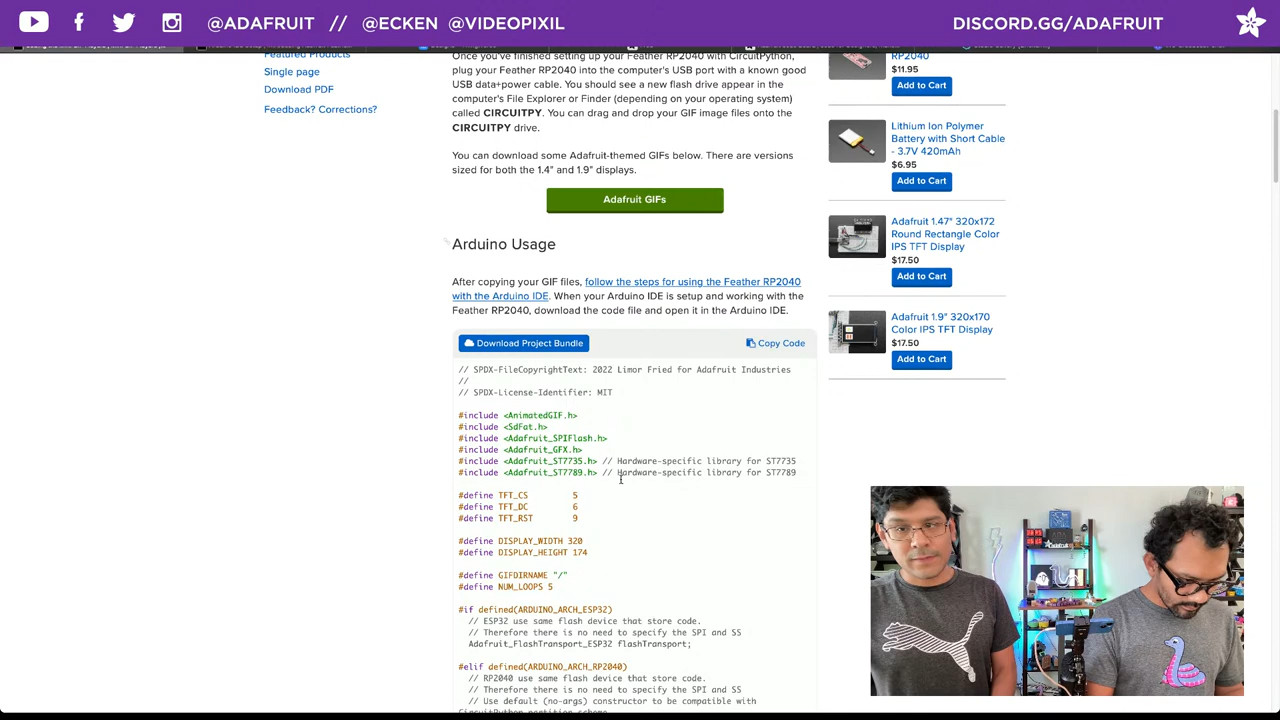 @ADAFRUIT // @ECKEN @VIDEOPIXIL
DISCORD.GG/ADAFRUIT
Featured Products
Single page
Download PDF
Feedback? Corrections?
Once you've finished setting up your Feather RP2040 with CircuitPython,
plug your Feather RP2040 into the computer's USB port with a known good
USB data+power cable. You should see a new flash drive appear in the
computer's File Explorer or Finder (depending on your operating system)
called CIRCUITPY. You can drag and drop your GIF image files onto the
CIRCUITPY drive.
You can download some Adafruit-themed GIFs below. There are versions
sized for both the 1.4" and 1.9" displays.
Adafruit GIFs
Arduino Usage
After copying your GIF files, follow the steps for using the Feather RP2040
with the Arduino IDE. When your Arduino IDE is setup and working with the
Feather RP2040, download the code file and open it in the Arduino IDE.
Download Project Bundle
Copy Code
// SPDX-FileCopyrightText: 2022 Limor Fried for Adafruit Industries
//
// SPDX-License-Identifier: MIT
#include <AnimatedGIF.h>
#include <SdFat.h>
#include <Adafruit_SPIFlash.h>
#include <Adafruit_GFX.h>
#include <Adafruit_ST7735.h> // Hardware-specific library for ST7735
#include <Adafruit_ST7789.h> // Hardware-specific library for ST7789
#define TFT_CS 5
#define TFT_DC 6
#define TFT_RST 9
#define DISPLAY_WIDTH 320
#define DISPLAY_HEIGHT 174
#define GIFDIRNAME "/"
#define NUM_LOOPS 5
#if defined(ARDUINO_ARCH_ESP32)
// ESP32 use same flash device that store code.
// Therefore there is no need to specify the SPI and SS
Adafruit_FlashTransport_ESP32 flashTransport;
#elif defined(ARDUINO_ARCH_RP2040)
// RP2040 use same flash device that store code.
// Therefore there is no need to specify the SPI and SS
// Use default (no-args) constructor to be compatible with
CircuitPython partition scheme
RP2040
$11.95
Add to Cart
Lithium Ion Polymer
Battery with Short Cable
- 3.7V 420mAh
$6.95
Add to Cart
Adafruit 1.47" 320x172
Round Rectangle Color
IPS TFT Display
$17.50
Add to Cart
Adafruit 1.9" 320x170
Color IPS TFT Display
$17.50
Add to Cart